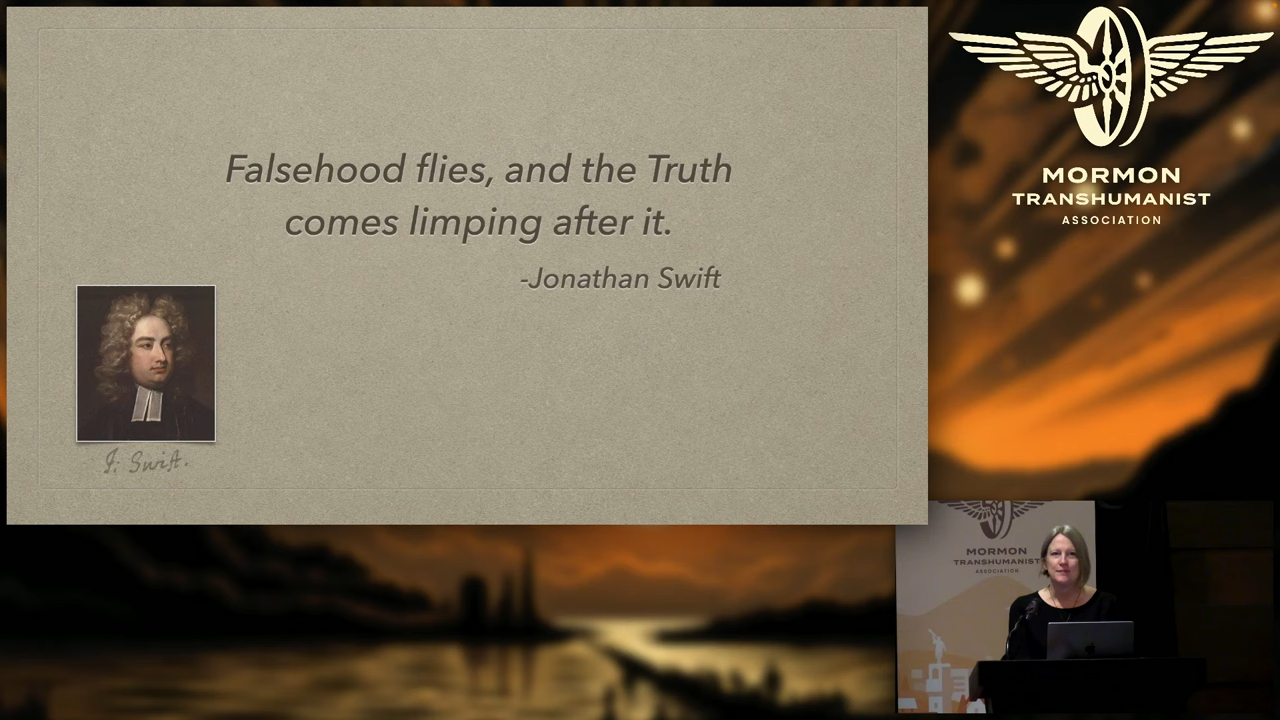 Falsehood flies, and the Truth
comes limping after it.
-Jonathan Swift
J: Swift.
MORMON
TRANSHUMANIST
ASSOCIATION
MORMON
TRANSHUMANIST
ASSOCIATION